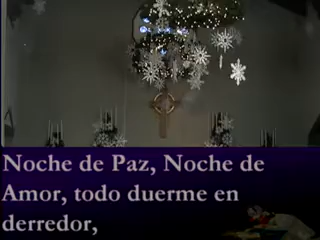 Noche de Paz, Noche de
Amor, todo duerme en
derredor,